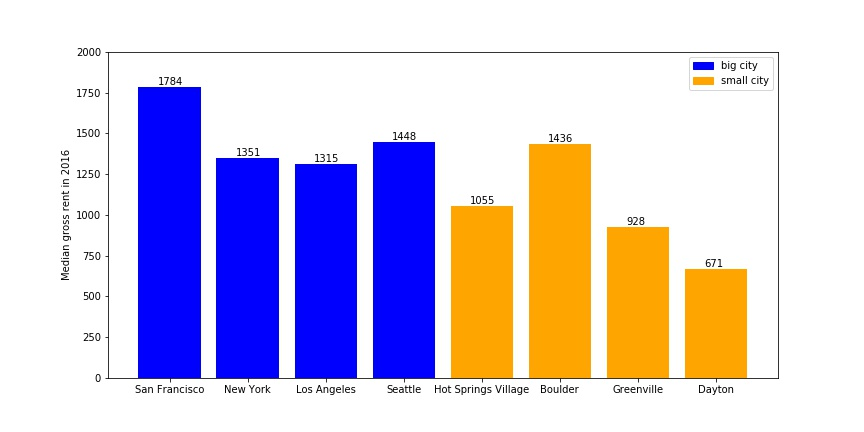 2000
1750
1500
1250
1000
750
500
250
0
Median gross rent in 2016
1784
1351
1315
1448
1055
1436
928
671
big city
small city
San Francisco
New York
Los Angeles
Seattle
Hot Springs Village
Boulder
Greenville
Dayton